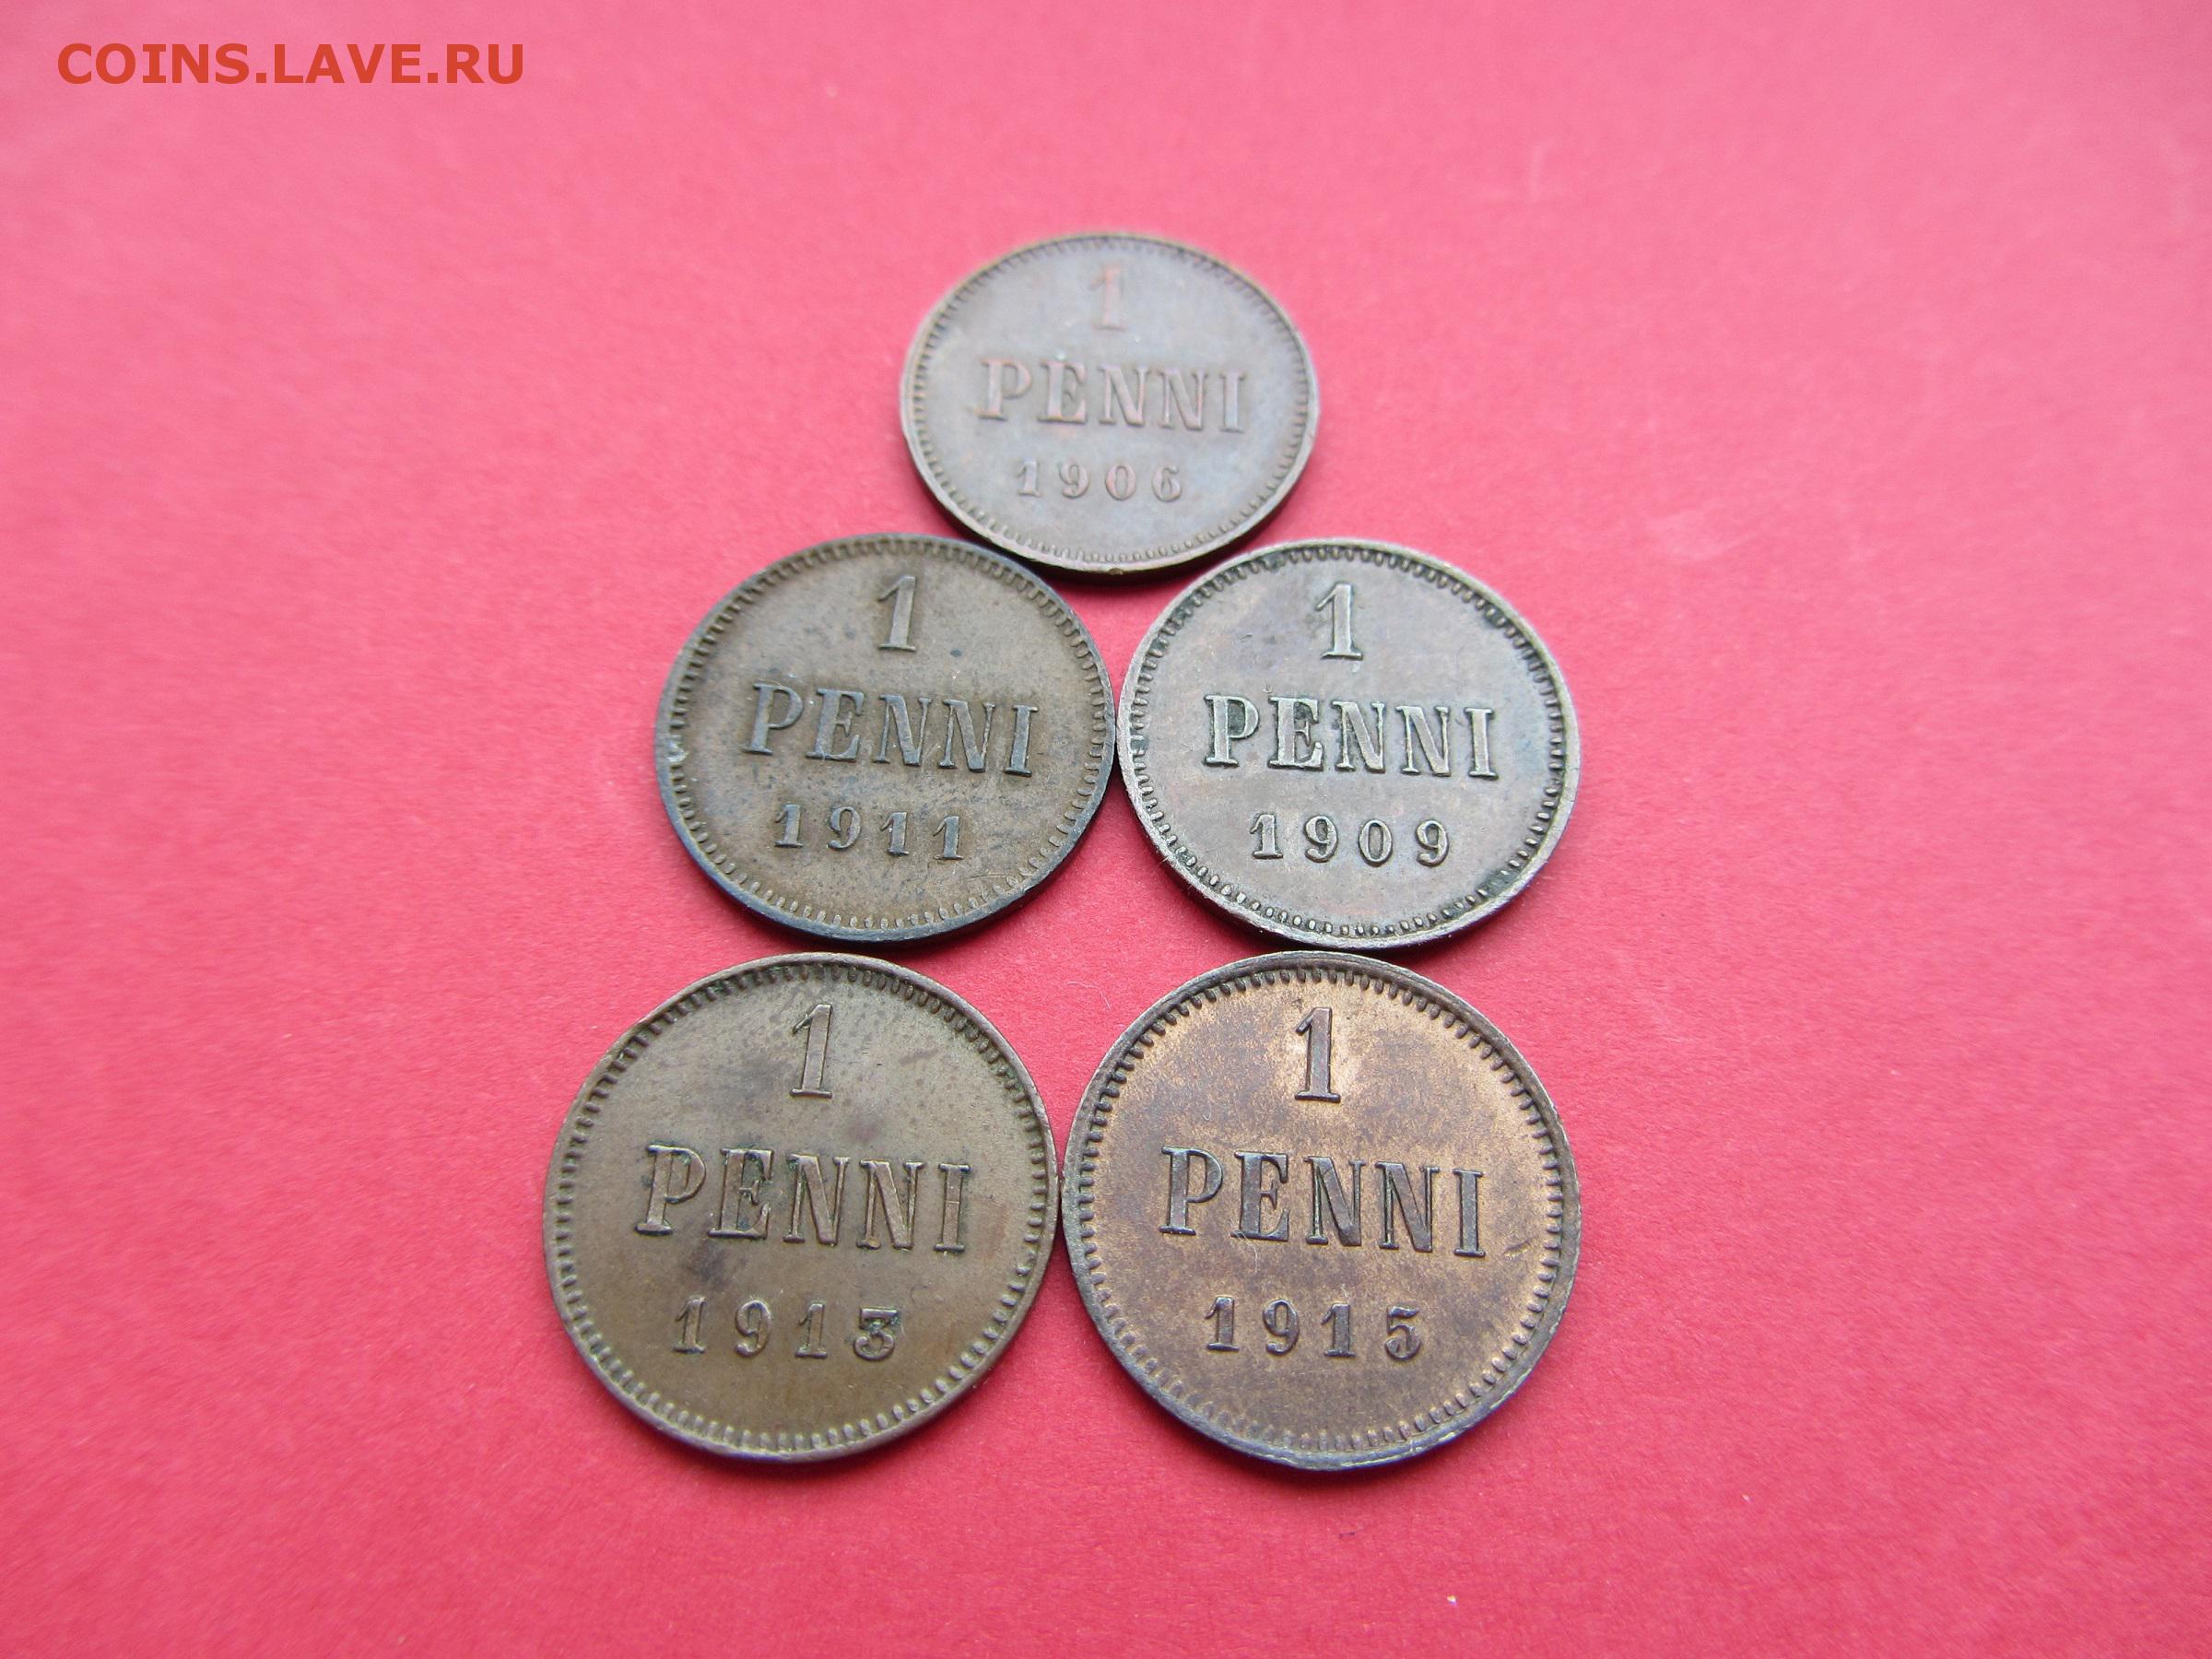 COINS.LAVE.RU
1
PENNI
1906
1
PENNI
1911
1
PENNI
1909
1
PENNI
1913
1
PENNI
1915